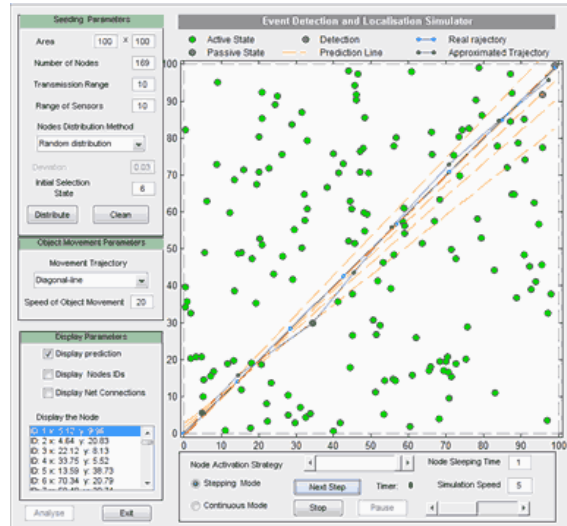 Seeding Parameters
Area 100 X 100
Number of Nodes 169
Transmission Range 10
Range of Sensors 10
Nodes Distribution Method
Random distribution
Deviation 0.03
Initial Selection State 6
Distribute Clean
Object Movement Parameters
Movement Trajectory
Diagonal-line
Speed of Object Movement 20
Display Parameters
Display prediction
Display Nodes IDs
Display Net Connections
Display the Node
ID: 1 x: 5.12 y: 9.96
ID: 2 x: 4.64 y: 20.83
ID: 3 x: 22.12 y: 8.13
ID: 4 x: 33.75 y: 5.52
ID: 5 x: 13.59 y: 38.73
ID: 6 x: 70.34 y: 20.79
Analyse Exit
Event Detection and Localisation Simulator
Active State Detection Real rajectory
Passive State Prediction Line Approximated Trajectory
100
90
80
70
60
50
40
30
20
10
0
0 10 20 30 40 50 60 70 80 90 100
Node Activation Strategy Node Sleeping Time 1
Stepping Mode Next Step Timer: 8 Simulation Speed 5
Continuous Mode Stop Pause